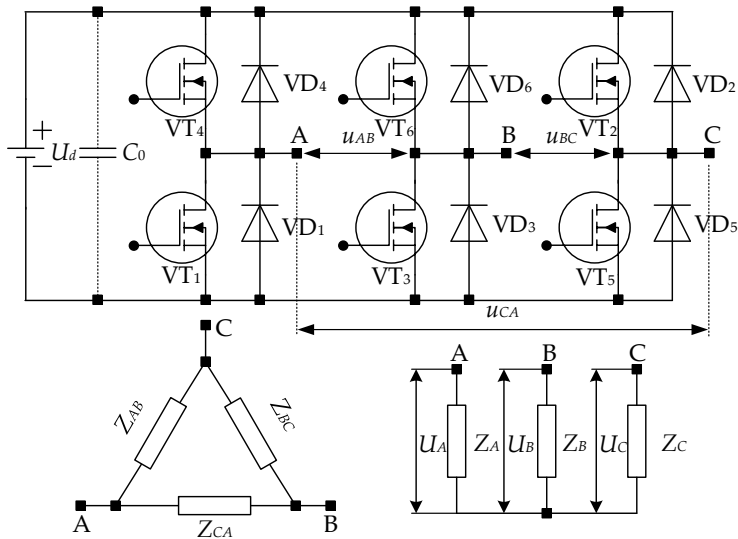 VD4
VD6
VD2
VT4
VT6
VT2
A
uAB
B
uBC
C
+
Ud
C0
−
VD1
VD3
VD5
VT1
VT3
VT5
uCA
C
ZAB
ZBC
A
ZCA
B
A
B
C
UA
ZA
UB
ZB
UC
ZC